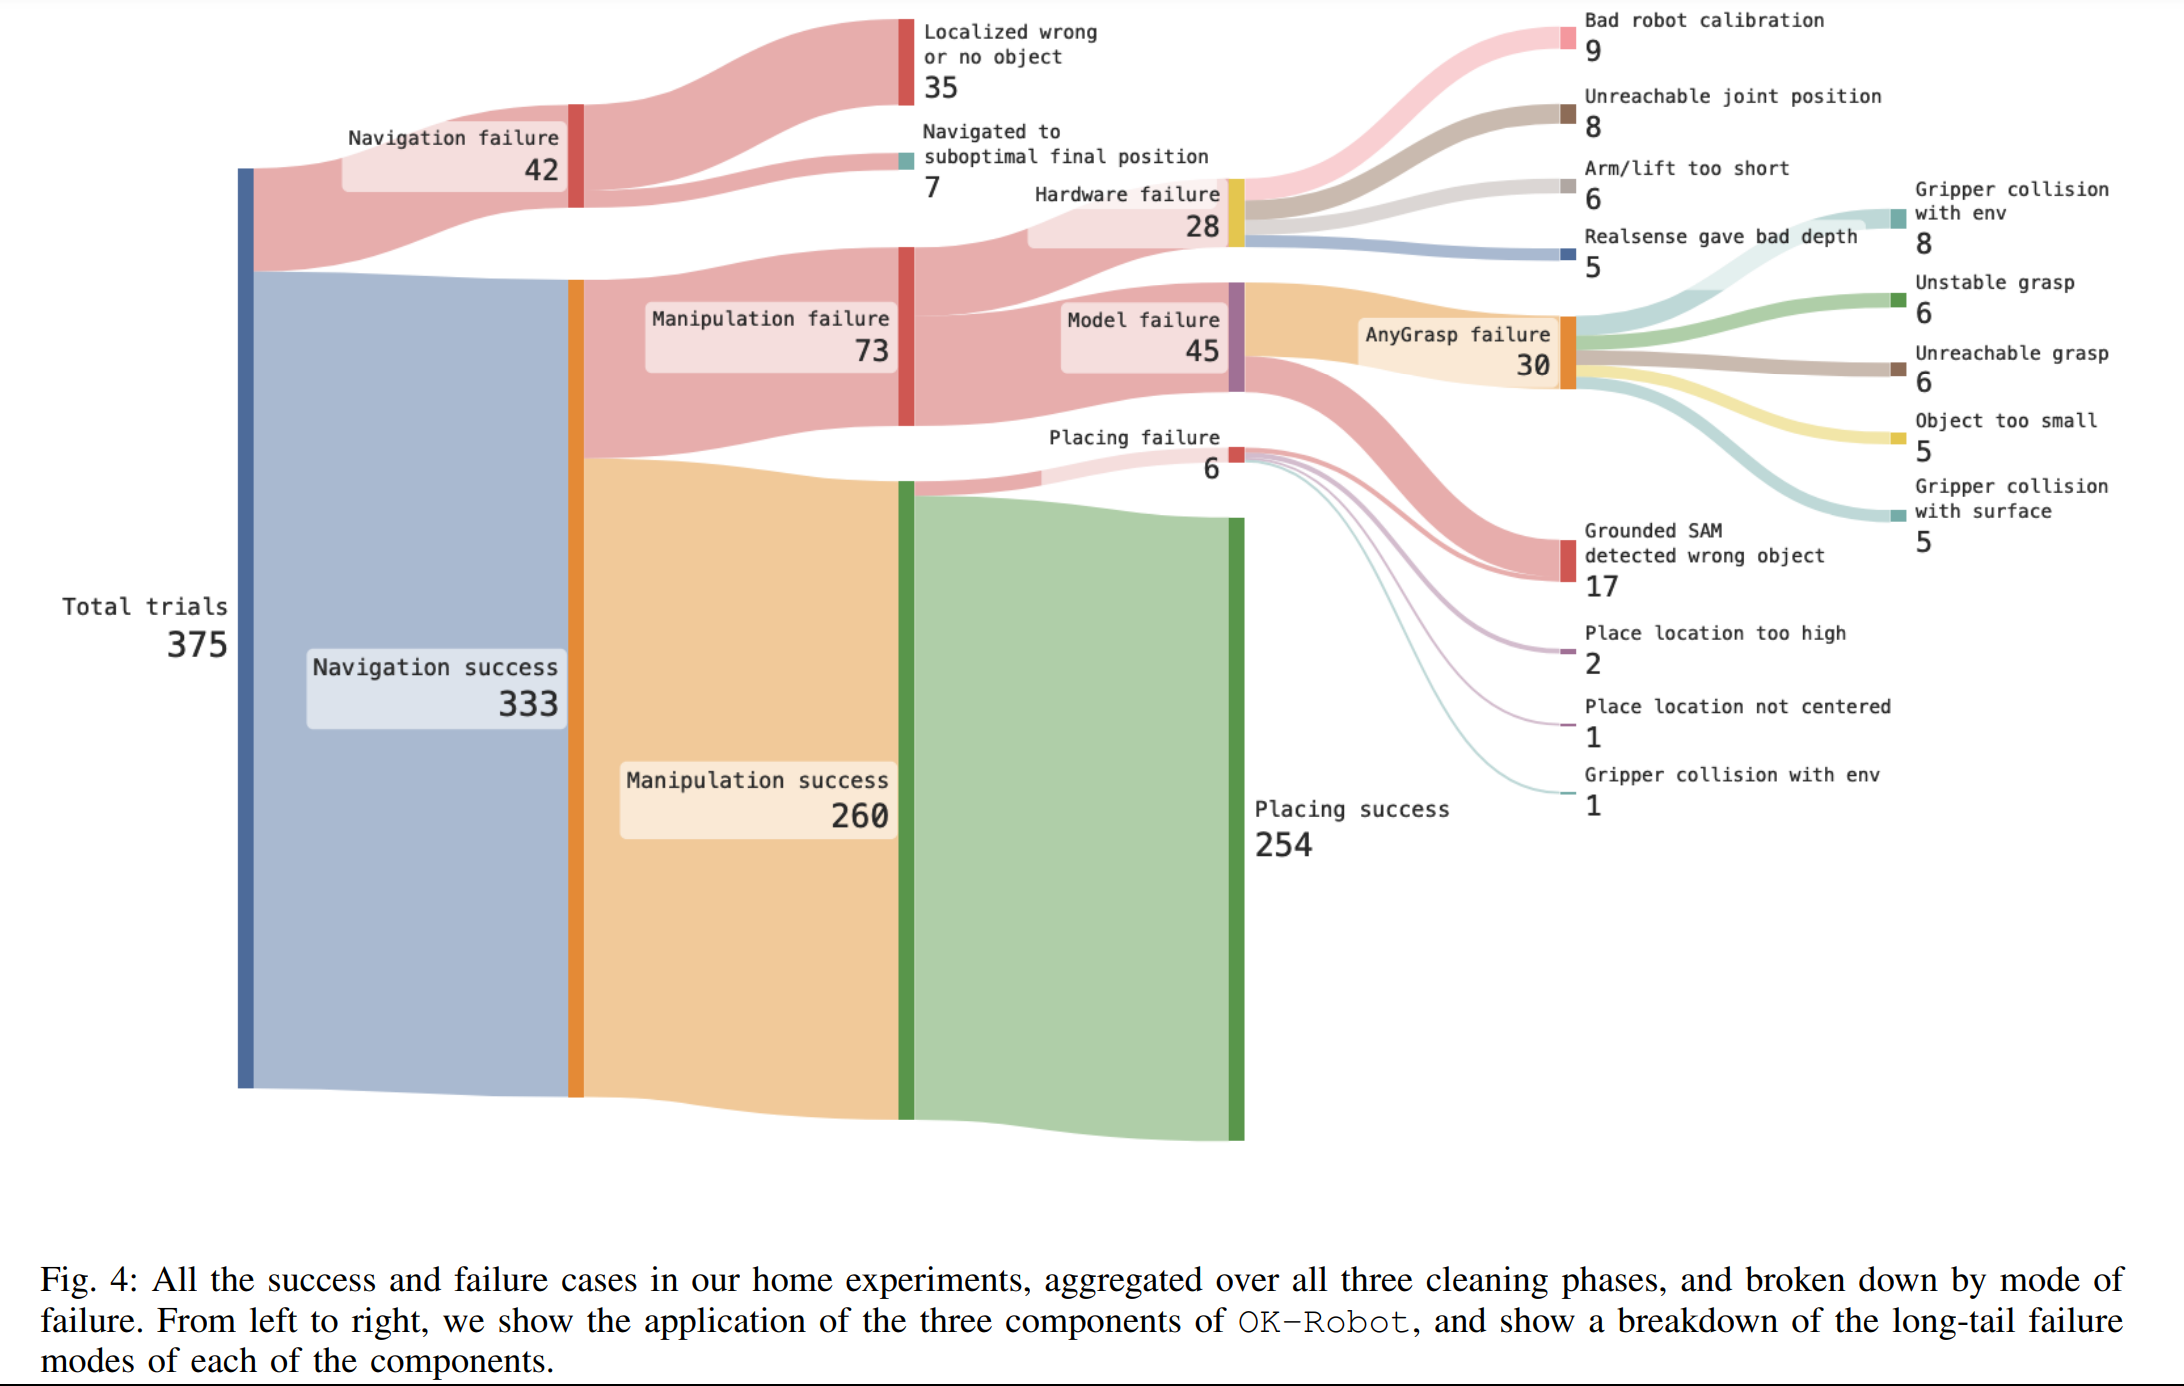 Total trials
375
Navigation failure
42
Navigation success
333
Localized wrong
or no object
35
Navigated to
suboptimal final position
7
Manipulation failure
73
Manipulation success
260
Hardware failure
28
Model failure
45
Placing failure
6
Placing success
254
Bad robot calibration
9
Unreachable joint position
8
Arm/lift too short
6
Realsense gave bad depth
5
AnyGrasp failure
30
Grounded SAM
detected wrong object
17
Place location too high
2
Place location not centered
1
Gripper collision with env
1
Gripper collision
with env
8
Unstable grasp
6
Unreachable grasp
6
Object too small
5
Gripper collision
with surface
5
Fig. 4: All the success and failure cases in our home experiments, aggregated over all three cleaning phases, and broken down by mode of
failure. From left to right, we show the application of the three components of OK-Robot, and show a breakdown of the long-tail failure
modes of each of the components.